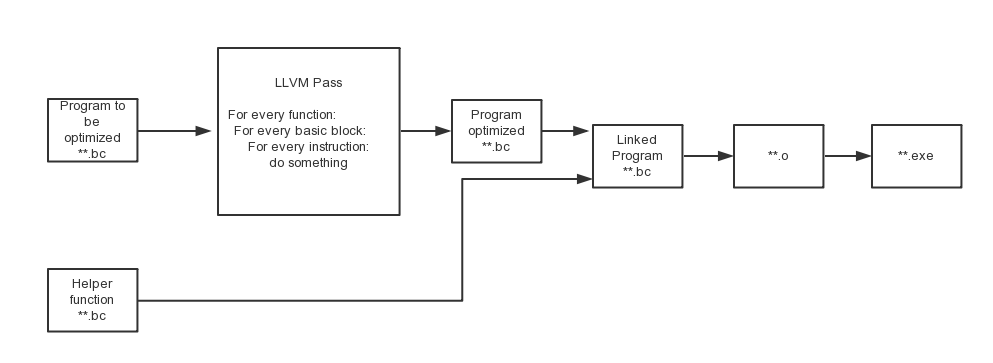 Program to
be
optimized
**.bc
LLVM Pass
For every function:
For every basic block:
For every instruction:
do something
Program
optimized
**.bc
Linked
Program
**.bc
**.o
**.exe
Helper
function
**.bc